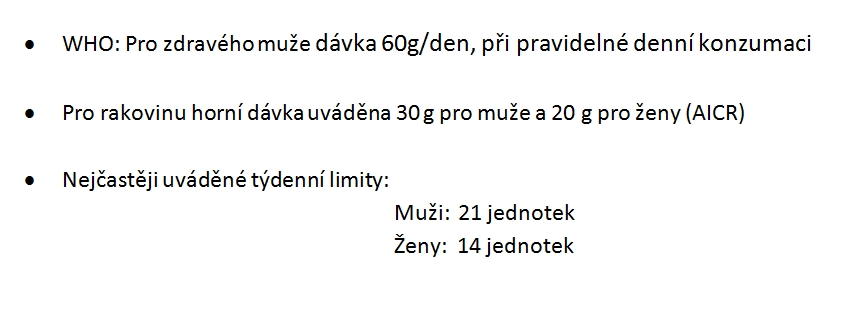 • WHO: Pro zdravého muže dávka 60g/den, při pravidelné denní konzumaci
• Pro rakovinu horní dávka uváděna 30 g pro muže a 20 g pro ženy (AICR)
• Nejčastěji uváděné týdenní limity:
Muži: 21 jednotek
Ženy: 14 jednotek